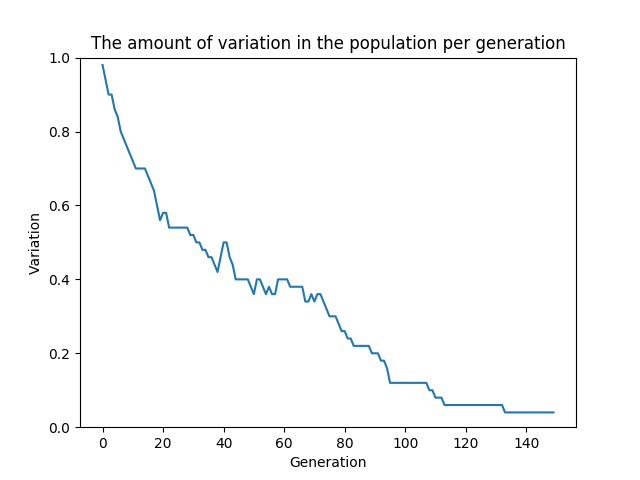 The amount of variation in the population per generation
1.0
0.8
0.6
0.4
0.2
0.0
Variation
0 20 40 60 80 100 120 140
Generation